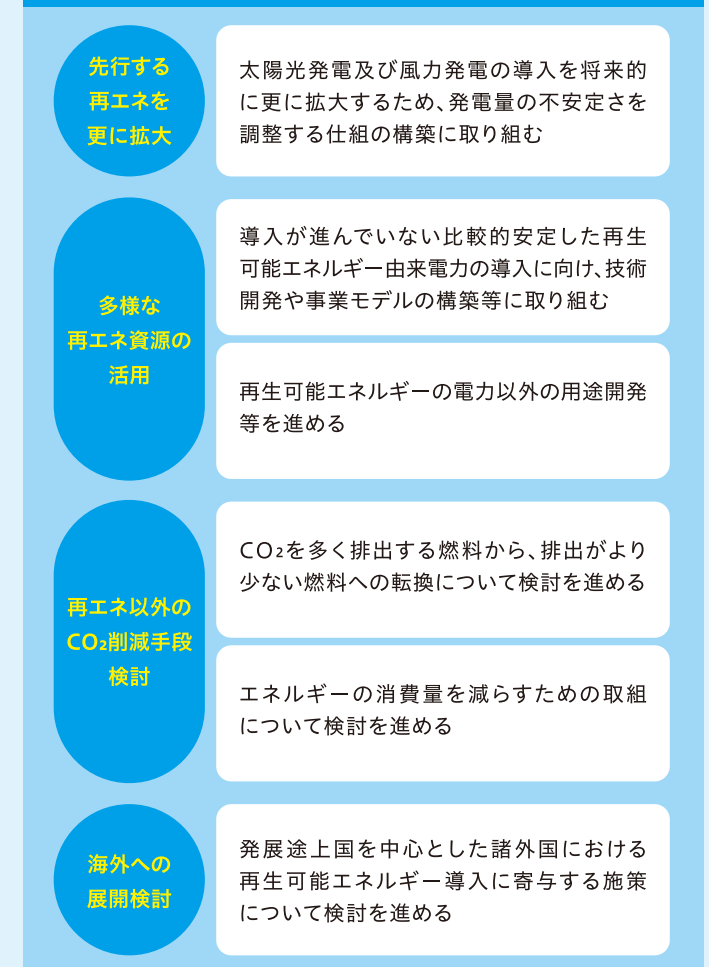 先行する
再エネを
更に拡大
太陽光発電及び風力発電の導入を将来的
に更に拡大するため、発電量の不安定さを
調整する仕組の構築に取り組む
多様な
再エネ資源の
活用
導入が進んでいない比較的安定した再生
可能エネルギー由来電力の導入に向け、技術
開発や事業モデルの構築等に取り組む
再生可能エネルギーの電力以外の用途開発
等を進める
再エネ以外の
CO₂削減手段
検討
CO₂を多く排出する燃料から、排出がより
少ない燃料への転換について検討を進める
エネルギーの消費量を減らすための取組
について検討を進める
海外への
展開検討
発展途上国を中心とした諸外国における
再生可能エネルギー導入に寄与する施策
について検討を進める